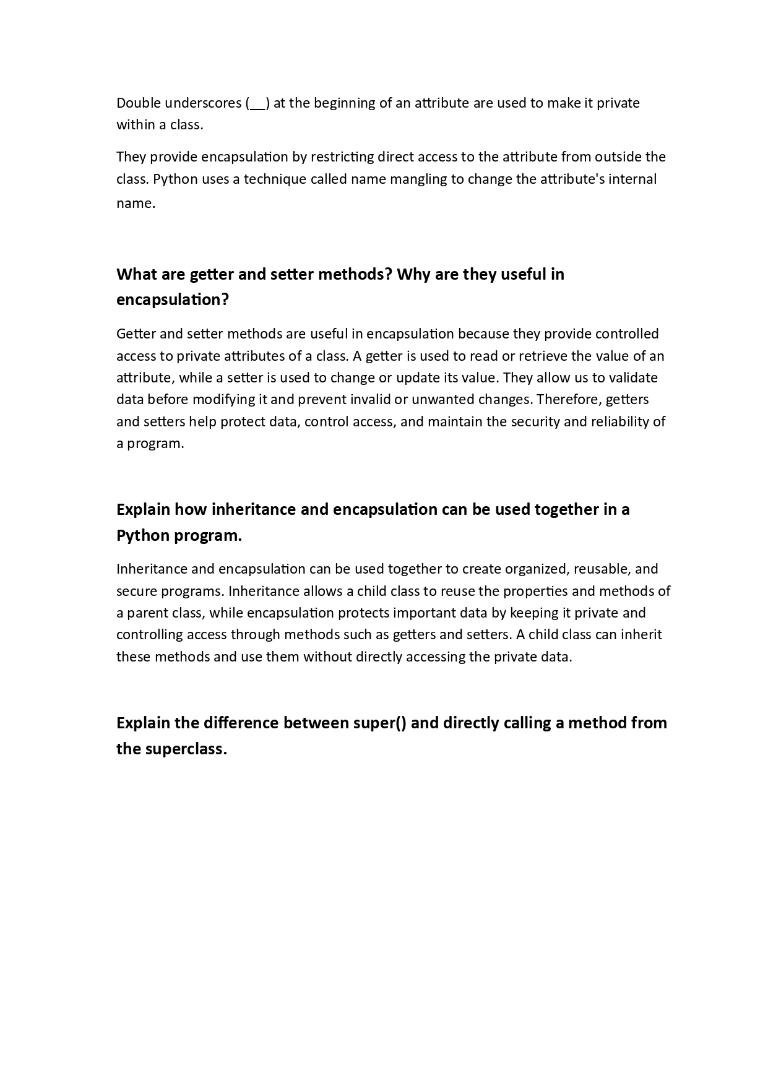 Double underscores (__) at the beginning of an attribute are used to make it private
within a class.
They provide encapsulation by restricting direct access to the attribute from outside the
class. Python uses a technique called name mangling to change the attribute's internal
name.
What are getter and setter methods? Why are they useful in
encapsulation?
Getter and setter methods are useful in encapsulation because they provide controlled
access to private attributes of a class. A getter is used to read or retrieve the value of an
attribute, while a setter is used to change or update its value. They allow us to validate
data before modifying it and prevent invalid or unwanted changes. Therefore, getters
and setters help protect data, control access, and maintain the security and reliability of
a program.
Explain how inheritance and encapsulation can be used together in a
Python program.
Inheritance and encapsulation can be used together to create organized, reusable, and
secure programs. Inheritance allows a child class to reuse the properties and methods of
a parent class, while encapsulation protects important data by keeping it private and
controlling access through methods such as getters and setters. A child class can inherit
these methods and use them without directly accessing the private data.
Explain the difference between super() and directly calling a method from
the superclass.